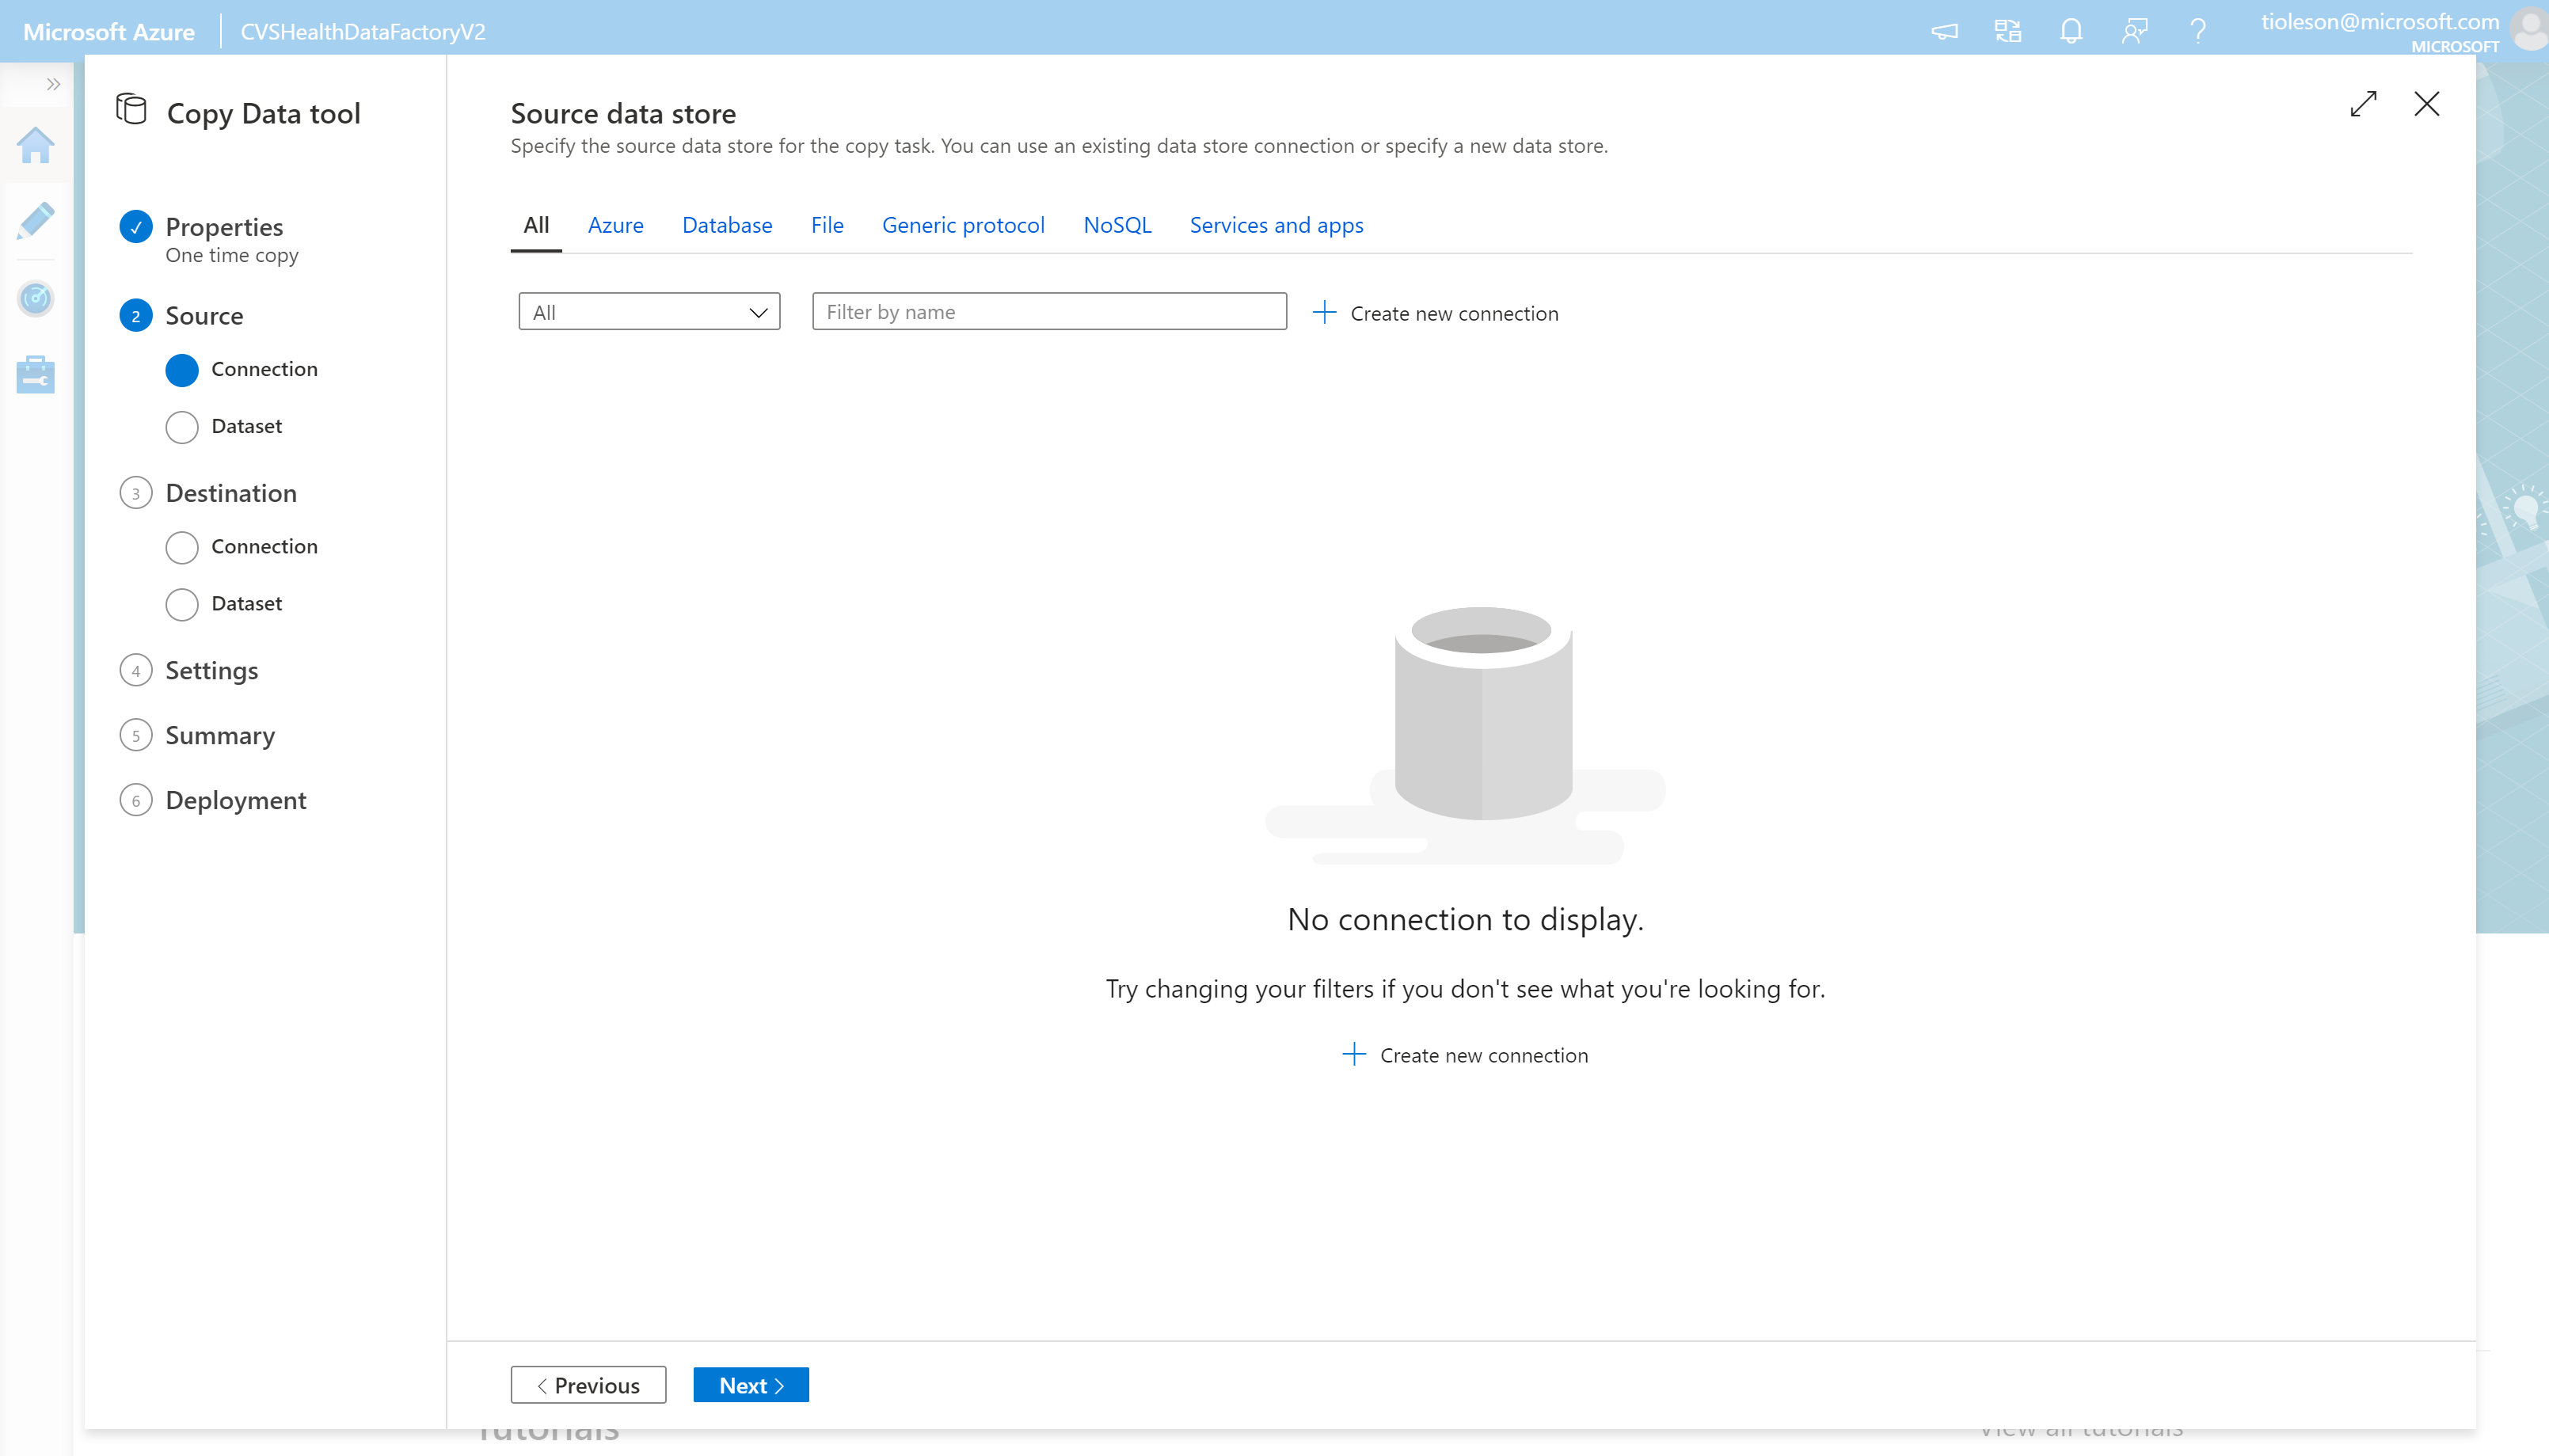 Microsoft Azure
CVSHealthDataFactoryV2
tioleson@microsoft.com
MICROSOFT
Copy Data tool
✓ Properties
One time copy
2 Source
Connection
Dataset
3 Destination
Connection
Dataset
4 Settings
5 Summary
6 Deployment
Source data store
Specify the source data store for the copy task. You can use an existing data store connection or specify a new data store.
All Azure Database File Generic protocol NoSQL Services and apps
All
Filter by name
Create new connection
No connection to display.
Try changing your filters if you don't see what you're looking for.
Create new connection
Previous
Next
Tutorials
View all tutorials